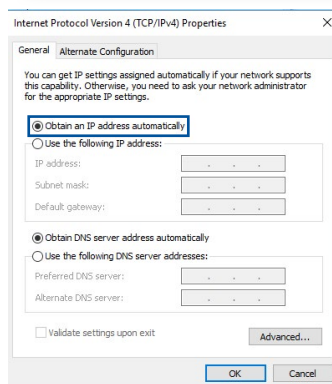 Internet Protocol Version 4 (TCP/IPv4) Properties
General Alternate Configuration
You can get IP settings assigned automatically if your network supports
this capability. Otherwise, you need to ask your network administrator
for the appropriate IP settings.
Obtain an IP address automatically
Use the following IP address:
IP address:
Subnet mask:
Default gateway:
Obtain DNS server address automatically
Use the following DNS server addresses:
Preferred DNS server:
Alternate DNS server:
Validate settings upon exit
Advanced...
OK Cancel